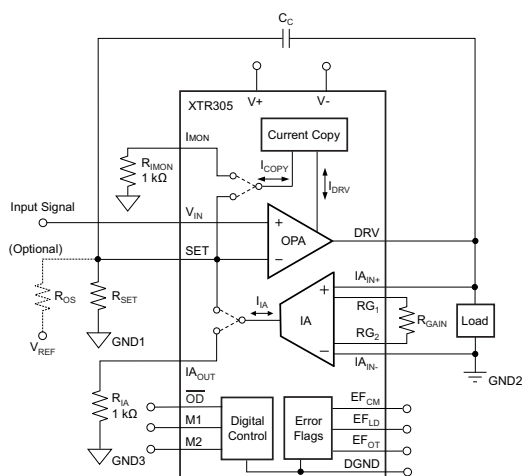 C_C
V+
V-
XTR305
I_MON
Current Copy
R_IMON
1 kΩ
I_COPY
I_DRV
Input Signal
V_IN
+
OPA
DRV
(Optional)
SET
−
R_OS
R_SET
GND1
V_REF
I_IA
IA
+
−
IA_IN+
RG_1
R_GAIN
RG_2
IA_IN-
Load
GND2
IA_OUT
R_IA
1 kΩ
GND3
OD
M1
M2
Digital
Control
Error
Flags
EF_CM
EF_LD
EF_OT
DGND